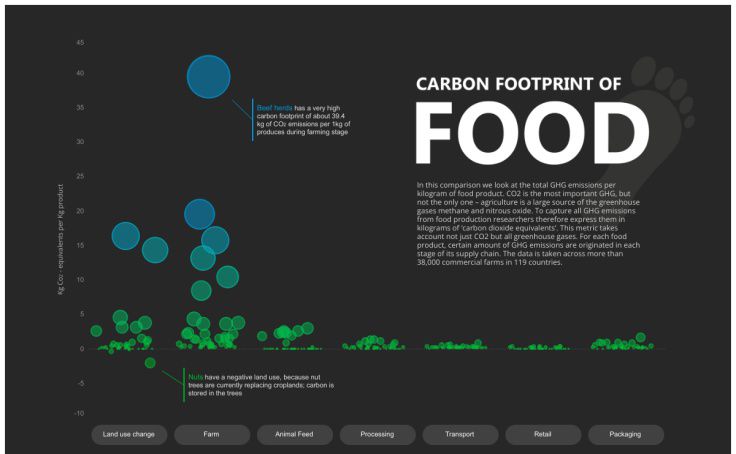 CARBON FOOTPRINT OF
FOOD
In this comparison we look at the total GHG emissions per
kilogram of food product. CO2 is the most important GHG, but
not the only one – agriculture is a large source of the greenhouse
gases methane and nitrous oxide. To capture all GHG emissions
from food production researchers therefore express them in
kilograms of 'carbon dioxide equivalents'. This metric takes
account not just CO2 but all greenhouse gases. For each food
product, certain amount of GHG emissions are originated in each
stage of its supply chain. The data is taken across more than
38,000 commercial farms in 119 countries.
Kg Co₂ - equivalents per Kg product
45
40
35
30
25
20
15
10
5
0
-5
-10
Beef herds has a very high
carbon footprint of about 39.4
kg of CO₂ emissions per 1kg of
produces during farming stage
Nuts have a negative land use, because nut
trees are currently replacing croplands; carbon is
stored in the trees
Land use change
Farm
Animal Feed
Processing
Transport
Retail
Packaging